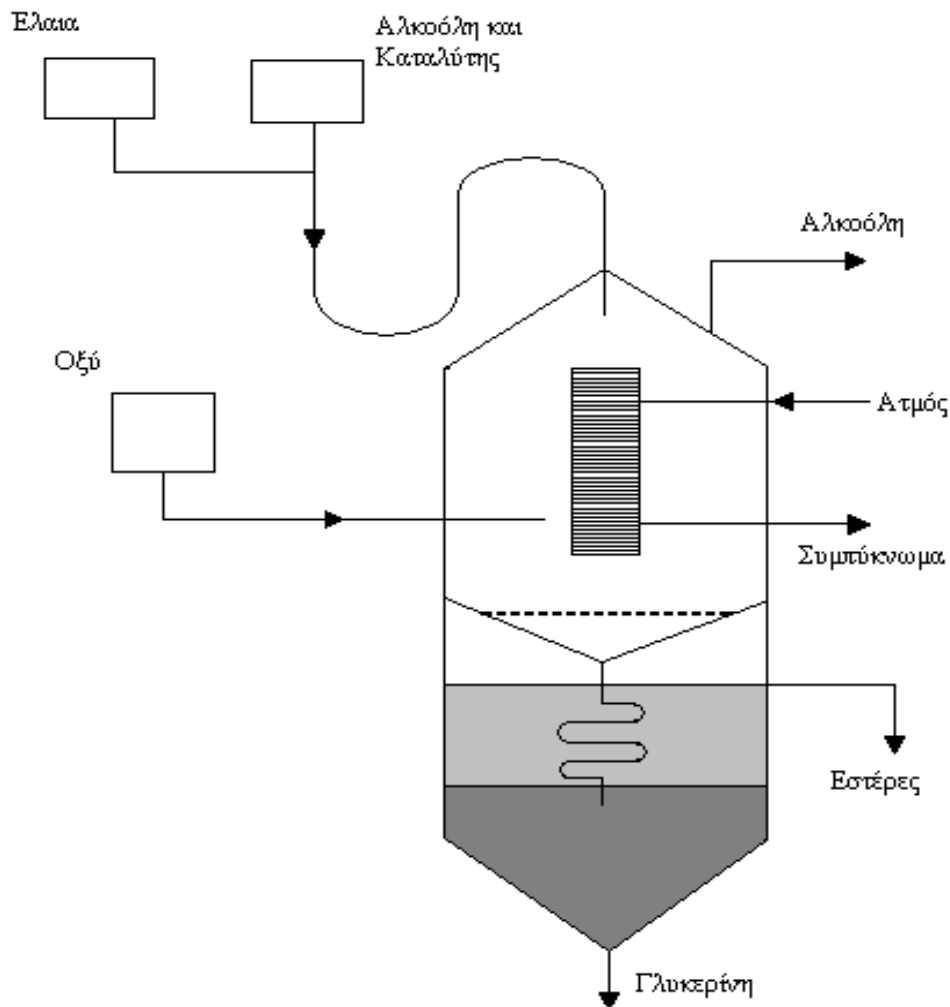 Έλαια
Αλκοόλη και
Καταλύτης
Αλκοόλη
Οξύ
Ατμός
Συμπύκνωμα
Εστέρες
Γλυκερίνη